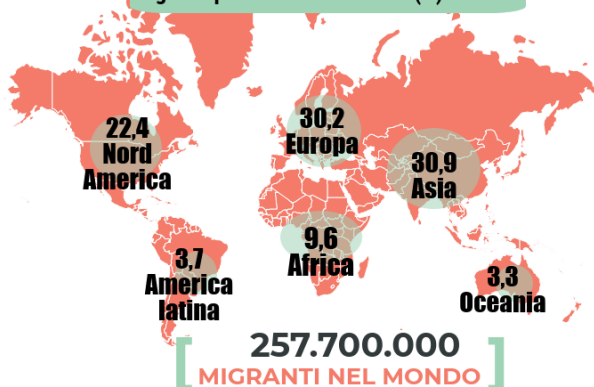 22,4
Nord
America
30,2
Europa
30,9
Asia
3,7
America
latina
9,6
Africa
3,3
Oceania
257.700.000
MIGRANTI NEL MONDO